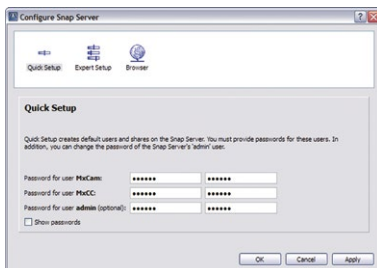 Configure Snap Server
Quick Setup
Expert Setup
Browser
Quick Setup
Quick Setup creates default users and shares on the Snap Server. You must provide passwords for these users. In
addition, you can change the password of the Snap Server's 'admin' user.
Password for user MxCam: •••••• ••••••
Password for user MxCC: •••••• ••••••
Password for user admin (optional): •••••• ••••••
Show passwords
OK
Cancel
Apply